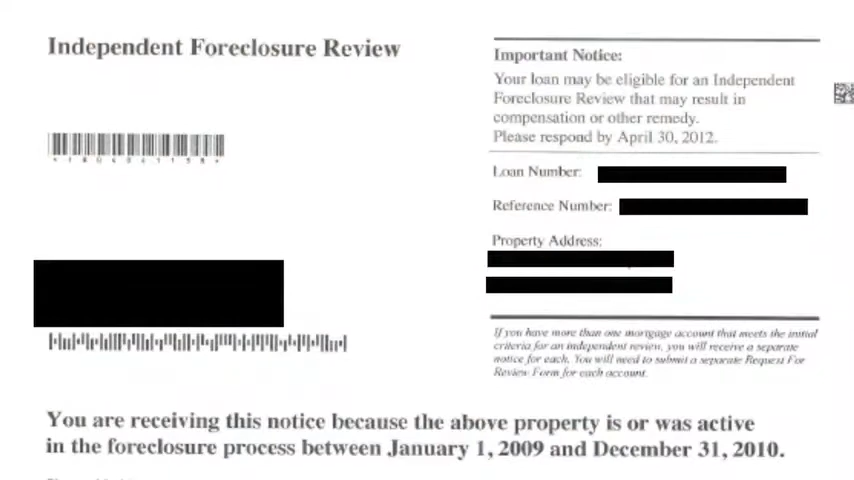 Independent Foreclosure Review
Important Notice:
Your loan may be eligible for an Independent
Foreclosure Review that may result in
compensation or other remedy.
Please respond by April 30, 2012.
Loan Number:
Reference Number:
Property Address:
If you have more than one mortgage account that meets the initial
criteria for an independent review, you will receive a separate
notice for each. You will need to submit a separate Request For
Review Form for each account.
You are receiving this notice because the above property is or was active
in the foreclosure process between January 1, 2009 and December 31, 2010.